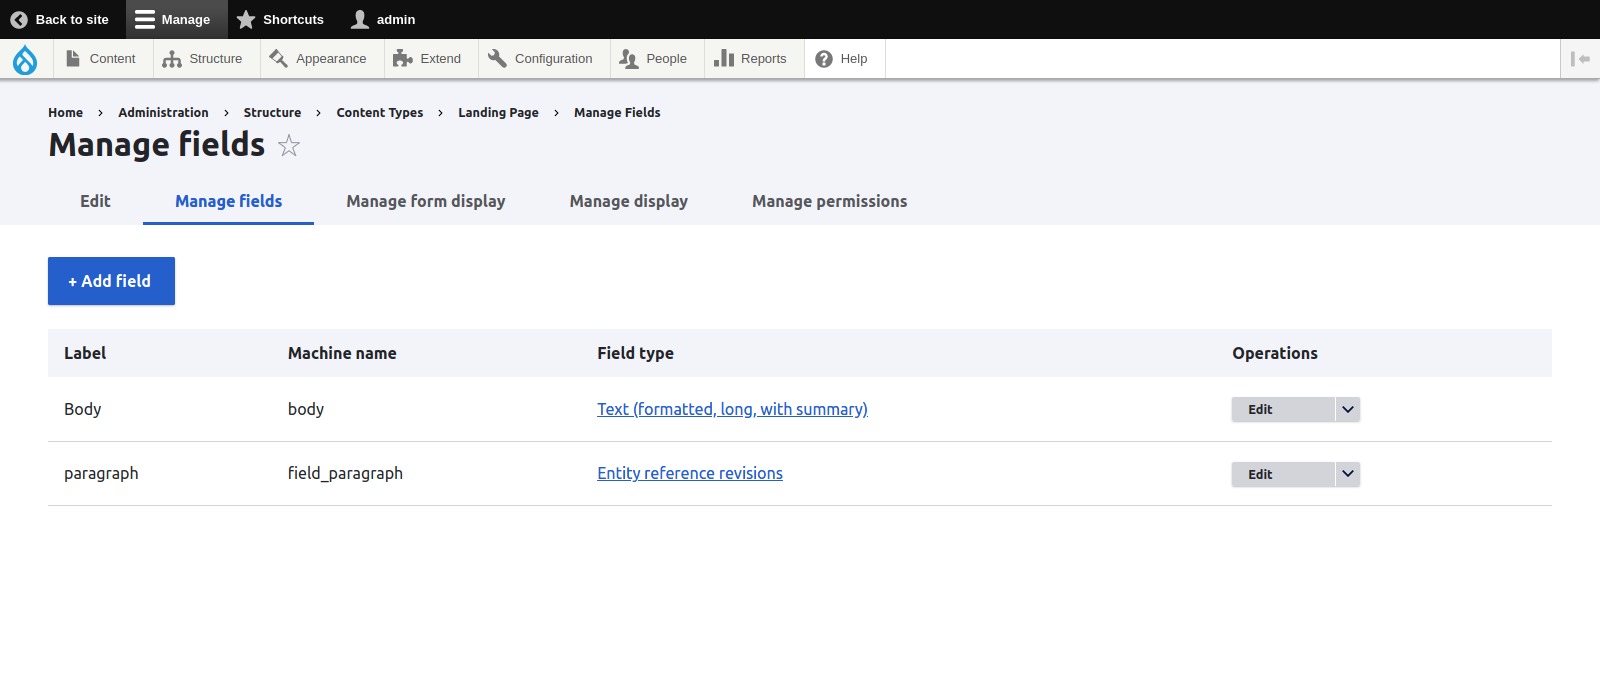 Back to site Manage Shortcuts admin
Content Structure Appearance Extend Configuration People Reports Help
Home › Administration › Structure › Content Types › Landing Page › Manage Fields
Manage fields
Edit Manage fields Manage form display Manage display Manage permissions
+ Add field
Label Machine name Field type Operations
Body body Text (formatted, long, with summary) Edit
paragraph field_paragraph Entity reference revisions Edit